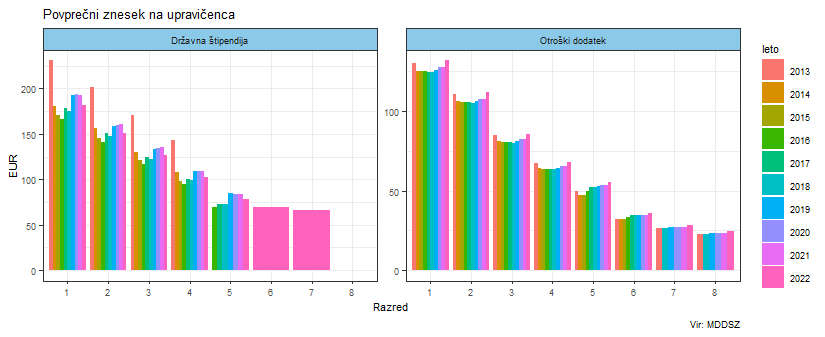 Povprečni znesek na upravičenca
Državna štipendija
Otroški dodatek
EUR
200
150
100
50
0
100
50
0
1 2 3 4 5 6 7 8
1 2 3 4 5 6 7 8
Razred
leto
2013
2014
2015
2016
2017
2018
2019
2020
2021
2022
Vir: MDDSZ